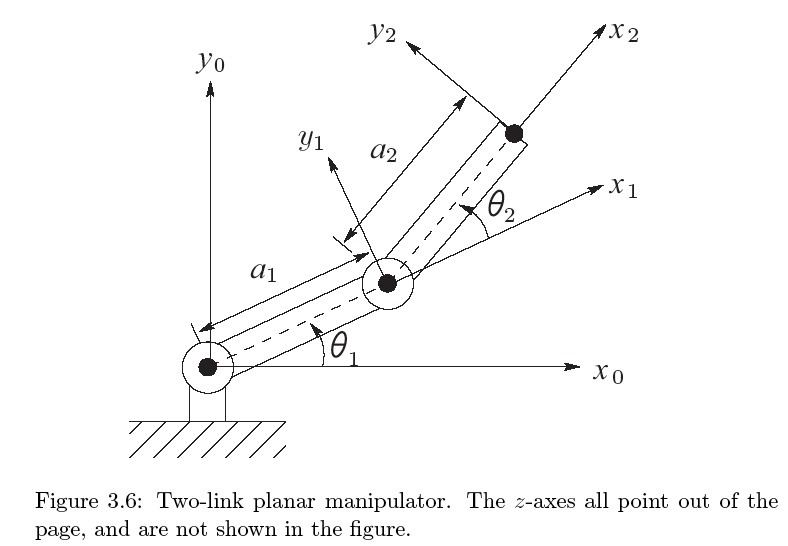 y2
x2
y0
y1
a2
x1
θ2
a1
θ1
x0
Figure 3.6: Two-link planar manipulator. The z-axes all point out of the
page, and are not shown in the figure.